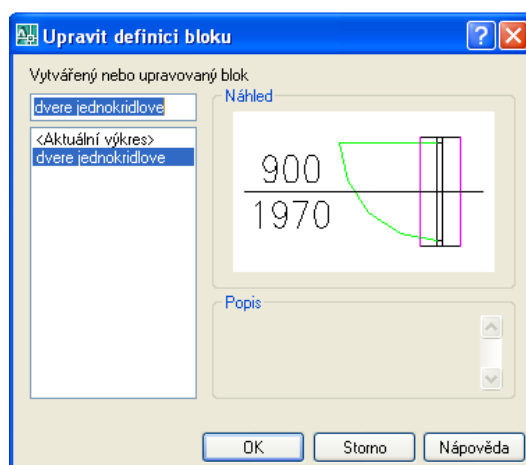 Upravit definici bloku
Vytvářený nebo upravovaný blok
dvere jednokridlove
<Aktuální výkres>
dvere jednokridlove
Náhled
900
1970
Popis
OK
Storno
Nápověda